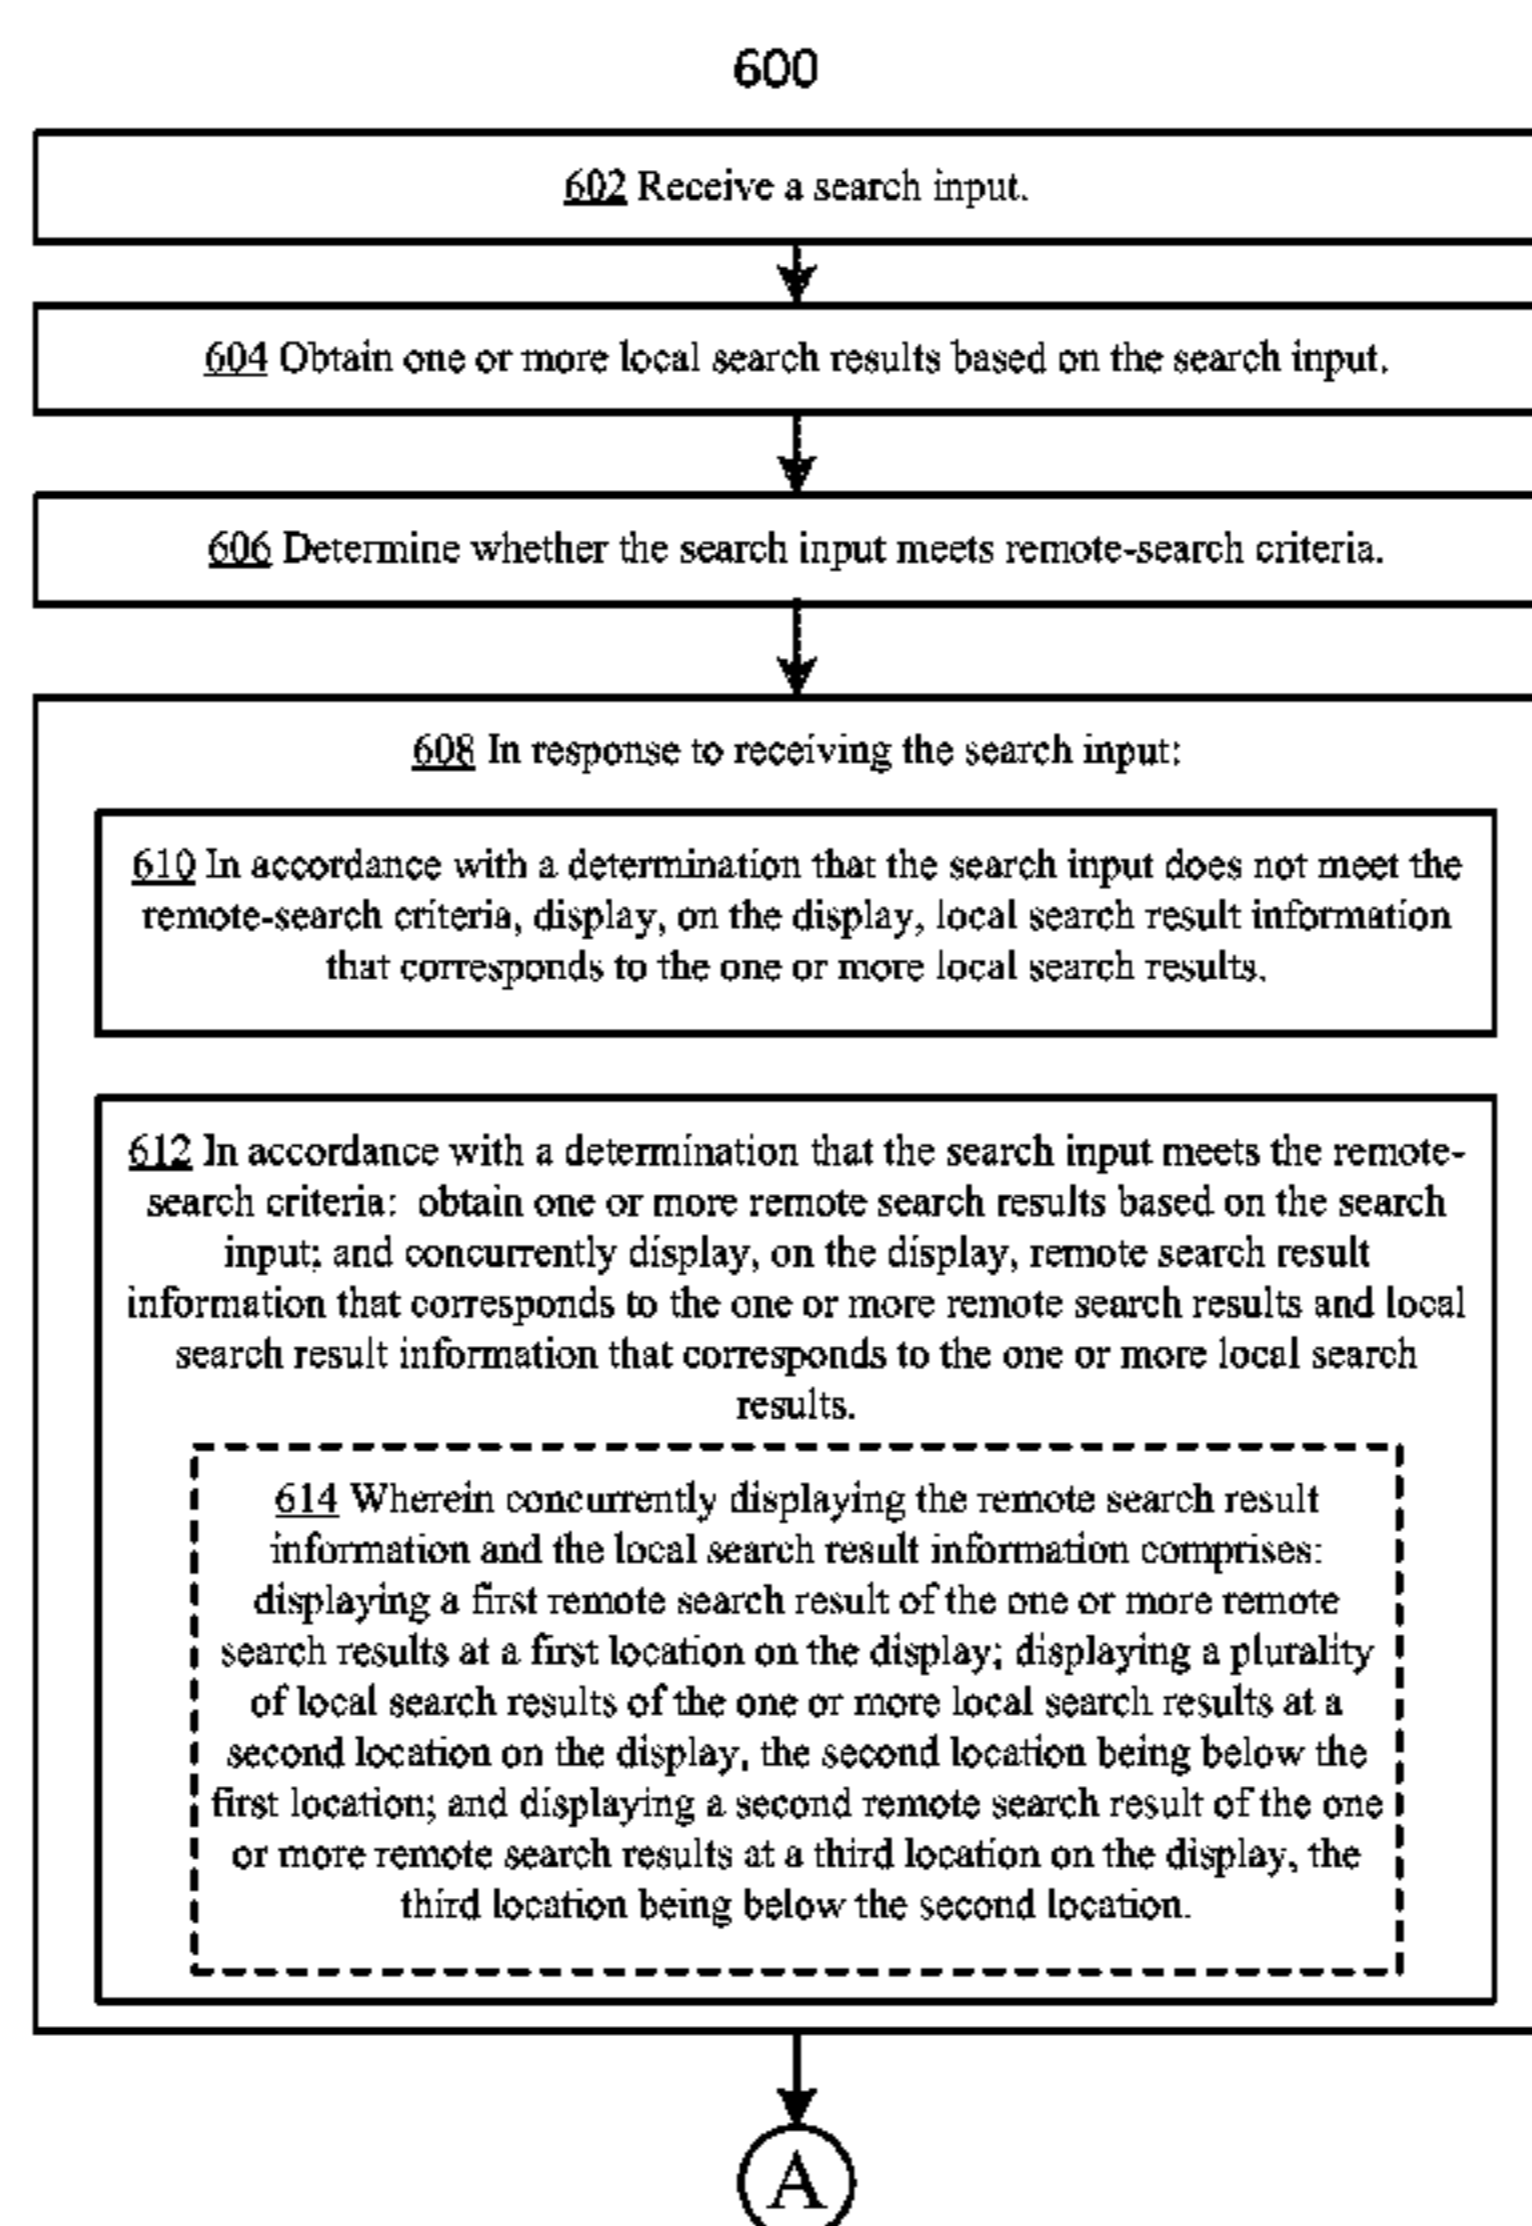 600
602 Receive a search input.
604 Obtain one or more local search results based on the search input.
606 Determine whether the search input meets remote-search criteria.
608 In response to receiving the search input:
610 In accordance with a determination that the search input does not meet the
remote-search criteria, display, on the display, local search result information
that corresponds to the one or more local search results.
612 In accordance with a determination that the search input meets the remote-
search criteria: obtain one or more remote search results based on the search
input; and concurrently display, on the display, remote search result
information that corresponds to the one or more remote search results and local
search result information that corresponds to the one or more local search
results.
614 Wherein concurrently displaying the remote search result
information and the local search result information comprises:
displaying a first remote search result of the one or more remote
search results at a first location on the display; displaying a plurality
of local search results of the one or more local search results at a
second location on the display, the second location being below the
first location; and displaying a second remote search result of the one
or more remote search results at a third location on the display, the
third location being below the second location.
A